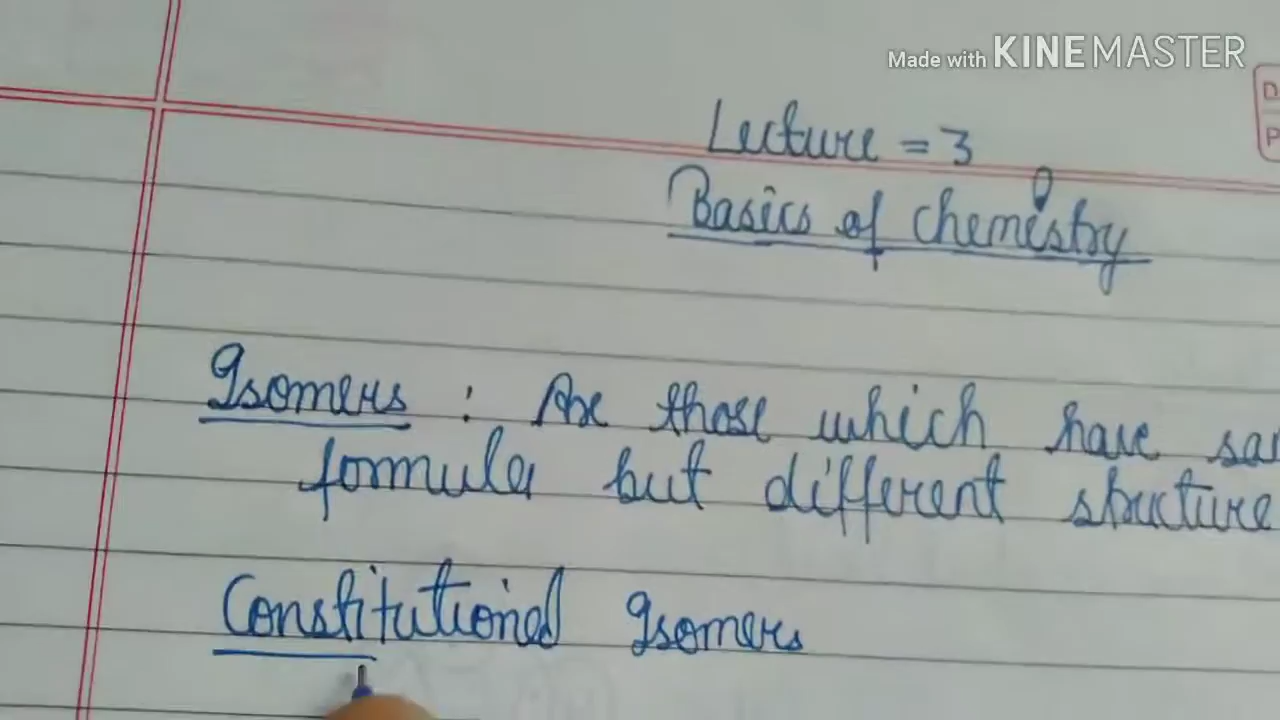 Made with KINEMASTER
D
P
Lecture = 3
Basics of chemistry
Isomers : Are those which have sa
formula but different structure
Constitutional Isomers